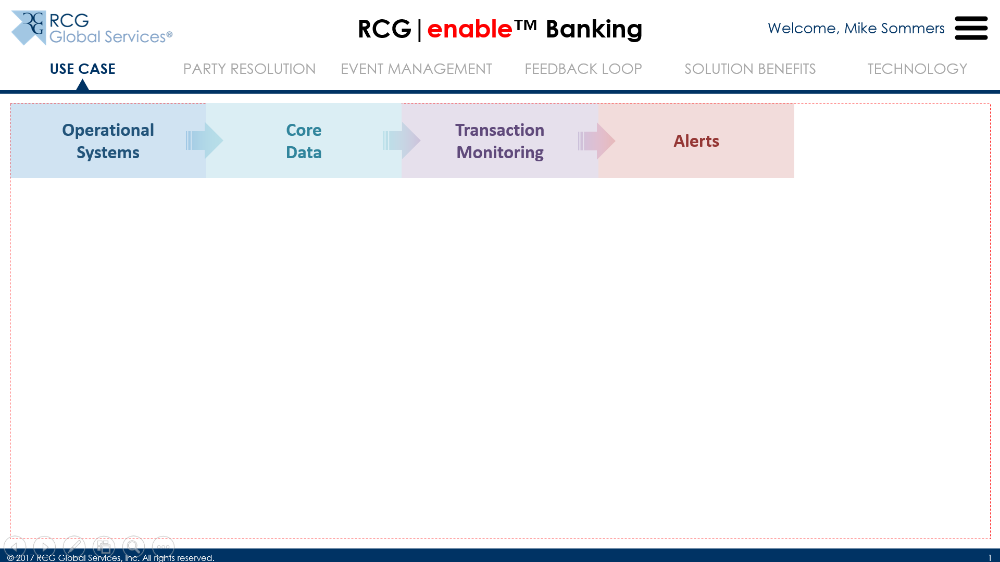 RCG
Global Services®
RCG|enable™ Banking
Welcome, Mike Sommers
USE CASE
PARTY RESOLUTION
EVENT MANAGEMENT
FEEDBACK LOOP
SOLUTION BENEFITS
TECHNOLOGY
Operational
Systems
Core
Data
Transaction
Monitoring
Alerts
© 2017 RCG Global Services, Inc. All rights reserved.
1